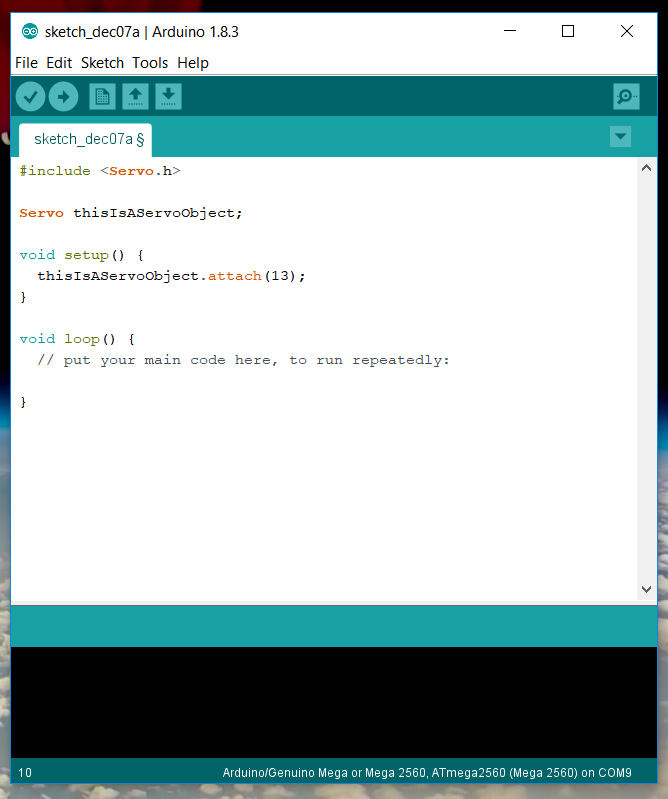 sketch_dec07a | Arduino 1.8.3
File Edit Sketch Tools Help
sketch_dec07a §
#include <Servo.h>
Servo thisIsAServoObject;
void setup() {
  thisIsAServoObject.attach(13);
}
void loop() {
  // put your main code here, to run repeatedly:
}
10
Arduino/Genuino Mega or Mega 2560, ATmega2560 (Mega 2560) on COM9